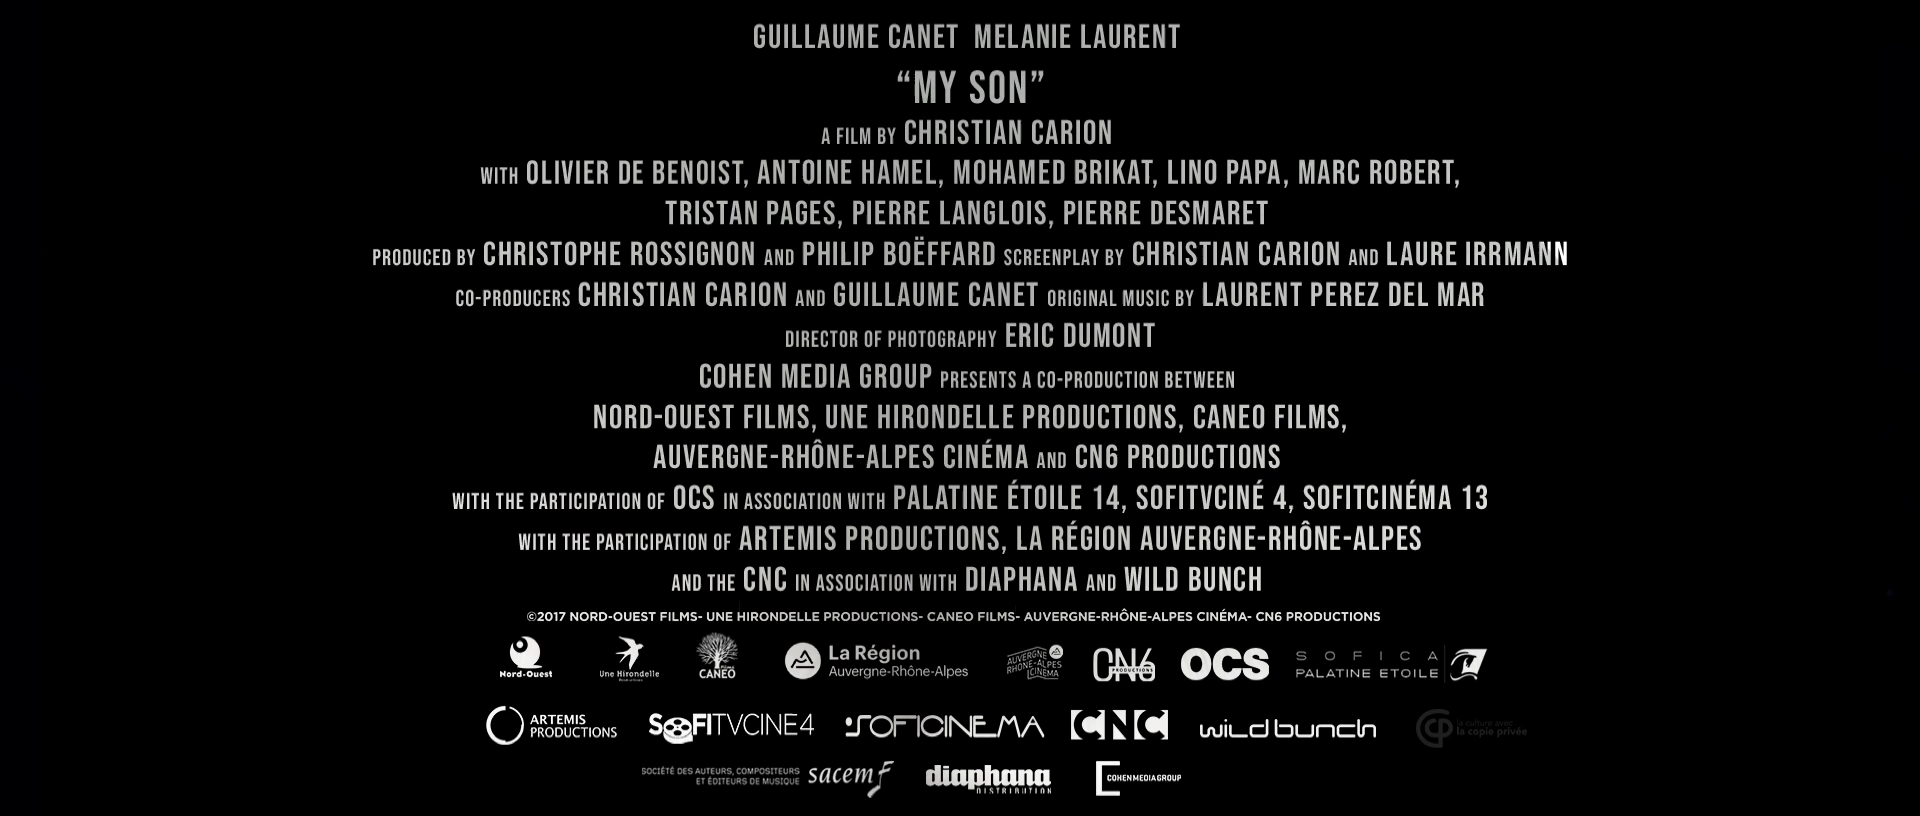 GUILLAUME CANET MELANIE LAURENT
“MY SON”
A FILM BY CHRISTIAN CARION
WITH OLIVIER DE BENOIST, ANTOINE HAMEL, MOHAMED BRIKAT, LINO PAPA, MARC ROBERT,
TRISTAN PAGES, PIERRE LANGLOIS, PIERRE DESMARET
PRODUCED BY CHRISTOPHE ROSSIGNON AND PHILIP BOËFFARD SCREENPLAY BY CHRISTIAN CARION AND LAURE IRRMANN
CO-PRODUCERS CHRISTIAN CARION AND GUILLAUME CANET ORIGINAL MUSIC BY LAURENT PEREZ DEL MAR
DIRECTOR OF PHOTOGRAPHY ERIC DUMONT
COHEN MEDIA GROUP PRESENTS A CO-PRODUCTION BETWEEN
NORD-OUEST FILMS, UNE HIRONDELLE PRODUCTIONS, CANEO FILMS,
AUVERGNE-RHÔNE-ALPES CINÉMA AND CN6 PRODUCTIONS
WITH THE PARTICIPATION OF OCS IN ASSOCIATION WITH PALATINE ÉTOILE 14, SOFITVCINÉ 4, SOFITCINÉMA 13
WITH THE PARTICIPATION OF ARTEMIS PRODUCTIONS, LA RÉGION AUVERGNE-RHÔNE-ALPES
AND THE CNC IN ASSOCIATION WITH DIAPHANA AND WILD BUNCH
©2017 NORD-OUEST FILMS- UNE HIRONDELLE PRODUCTIONS- CANEO FILMS- AUVERGNE-RHÔNE-ALPES CINÉMA- CN6 PRODUCTIONS
Nord-Ouest
Une Hirondelle
CANEO
La Région
Auvergne-Rhône-Alpes
AUVERGNE
RHÔNE-ALPES
CINÉMA
CN6
PRODUCTIONS
OCS
SOFICA
PALATINE ETOILE
ARTEMIS
PRODUCTIONS
SOFITVCINE4
SOFICINEMA
CNC
wild bunch
la culture avec
la copie privée
SOCIÉTÉ DES AUTEURS, COMPOSITEURS
ET ÉDITEURS DE MUSIQUE
sacem
diaphana
DISTRIBUTION
COHEN MEDIA GROUP